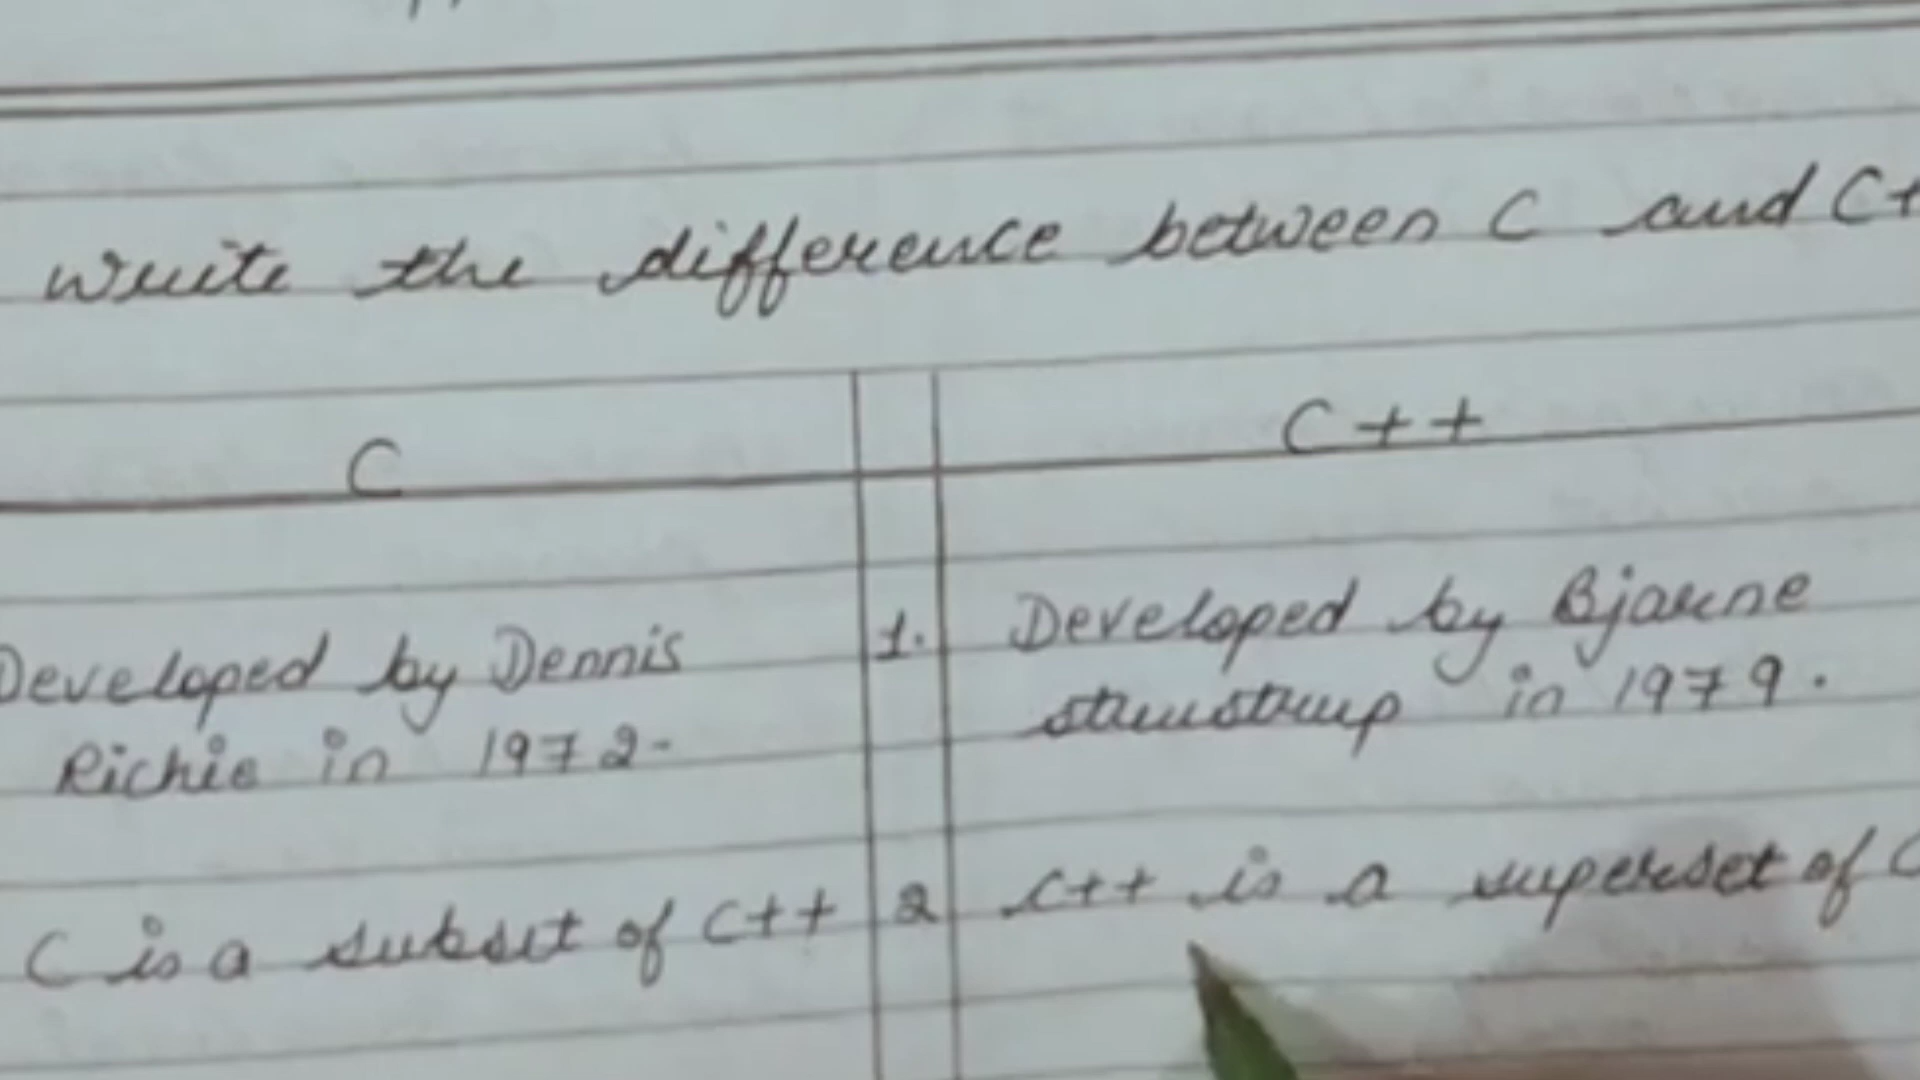 Write the difference between C and C+
C
C++
Developed by Dennis
Richie in 1972.
1. Developed by Bjarne
stroustrup in 1979.
C is a subset of C++
2 C++ is a superset of C